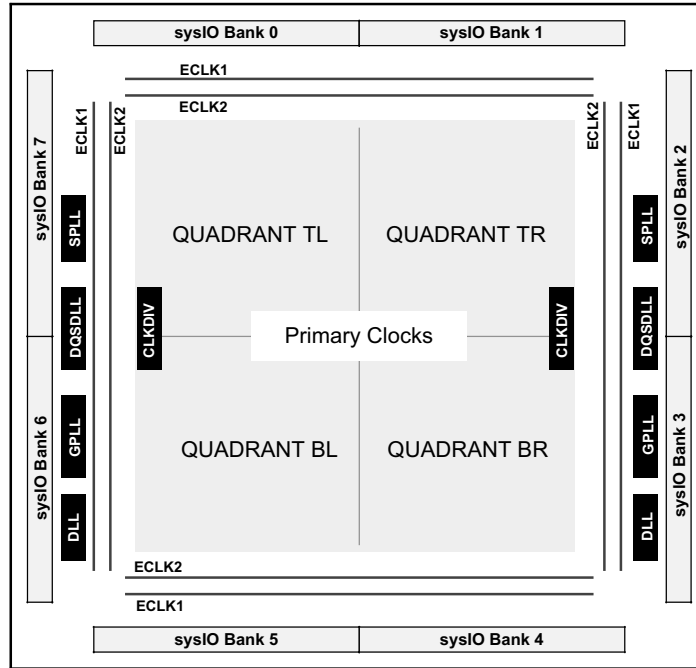 sysIO Bank 0
sysIO Bank 1
ECLK1
ECLK2
ECLK1
ECLK2
ECLK2
ECLK1
sysIO Bank 7
sysIO Bank 2
SPLL
QUADRANT TL
QUADRANT TR
SPLL
DQSDLL
CLKDIV
Primary Clocks
CLKDIV
DQSDLL
sysIO Bank 6
sysIO Bank 3
GPLL
QUADRANT BL
QUADRANT BR
GPLL
DLL
DLL
ECLK2
ECLK1
sysIO Bank 5
sysIO Bank 4